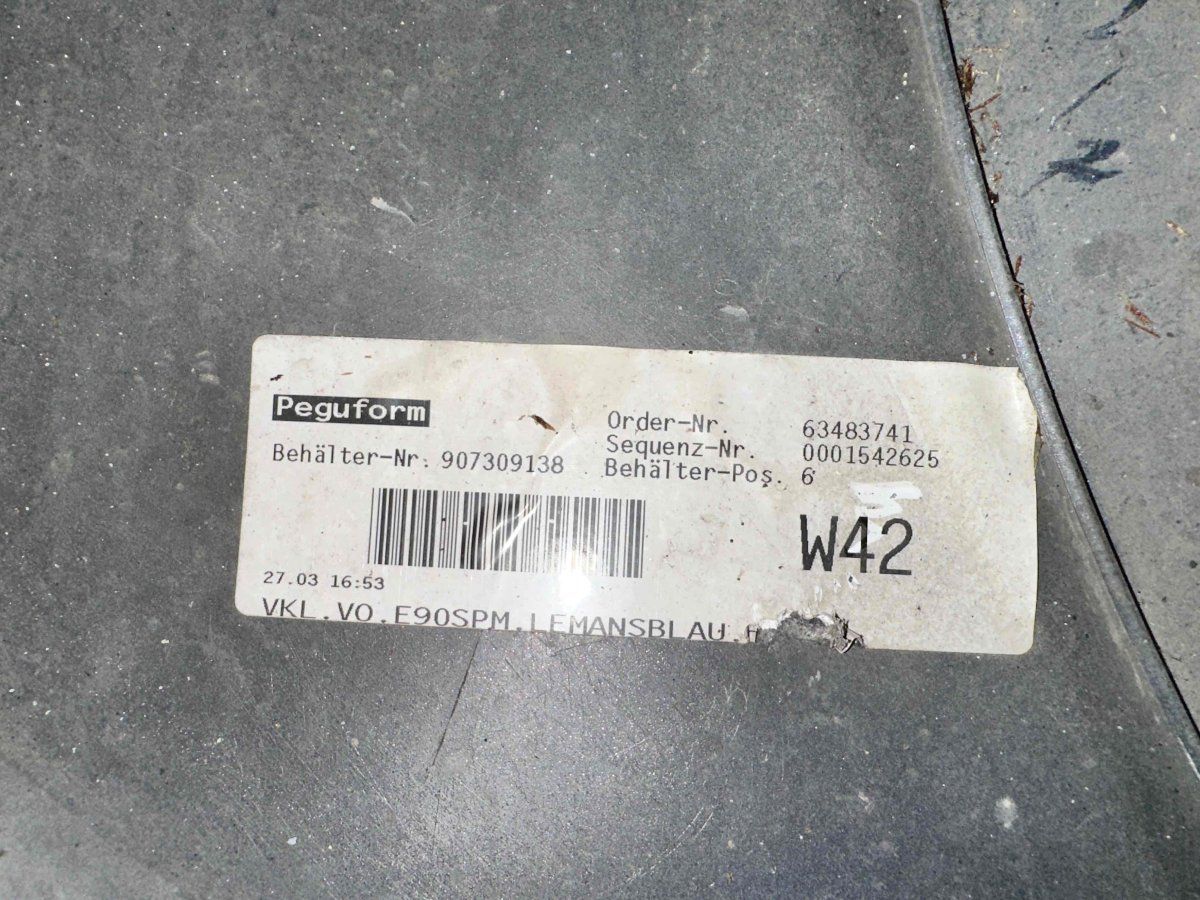 Peguform
Behälter-Nr. 907309138
Order-Nr. 63483741
Sequenz-Nr. 0001542625
Behälter-Pos. 6
W42
27.03 16:53
VKL.VO.E90SPM.LEMANSBLAU.